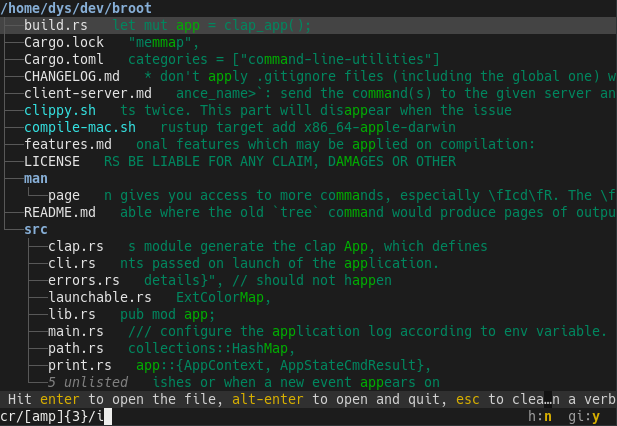 /home/dys/dev/broot
build.rs   let mut app = clap_app();
Cargo.lock   "memmap",
Cargo.toml   categories = ["command-line-utilities"]
CHANGELOG.md   * don't apply .gitignore files (including the global one) w
client-server.md   ance_name>`: send the command(s) to the given server an
clippy.sh   ts twice. This part will disappear when the issue
compile-mac.sh   rustup target add x86_64-apple-darwin
features.md   onal features which may be applied on compilation:
LICENSE   RS BE LIABLE FOR ANY CLAIM, DAMAGES OR OTHER
man
page   n gives you access to more commands, especially \fIcd\fR. The \f
README.md   able where the old `tree` command would produce pages of outpu
src
clap.rs   s module generate the clap App, which defines
cli.rs   nts passed on launch of the application.
errors.rs   details}", // should not happen
launchable.rs   ExtColorMap,
lib.rs   pub mod app;
main.rs   /// configure the application log according to env variable.
path.rs   collections::HashMap,
print.rs   app::{AppContext, AppStateCmdResult},
5 unlisted   ishes or when a new event appears on
Hit enter to open the file, alt-enter to open and quit, esc to clea…n a verb
cr/[amp]{3}/i   h:n  gi:y